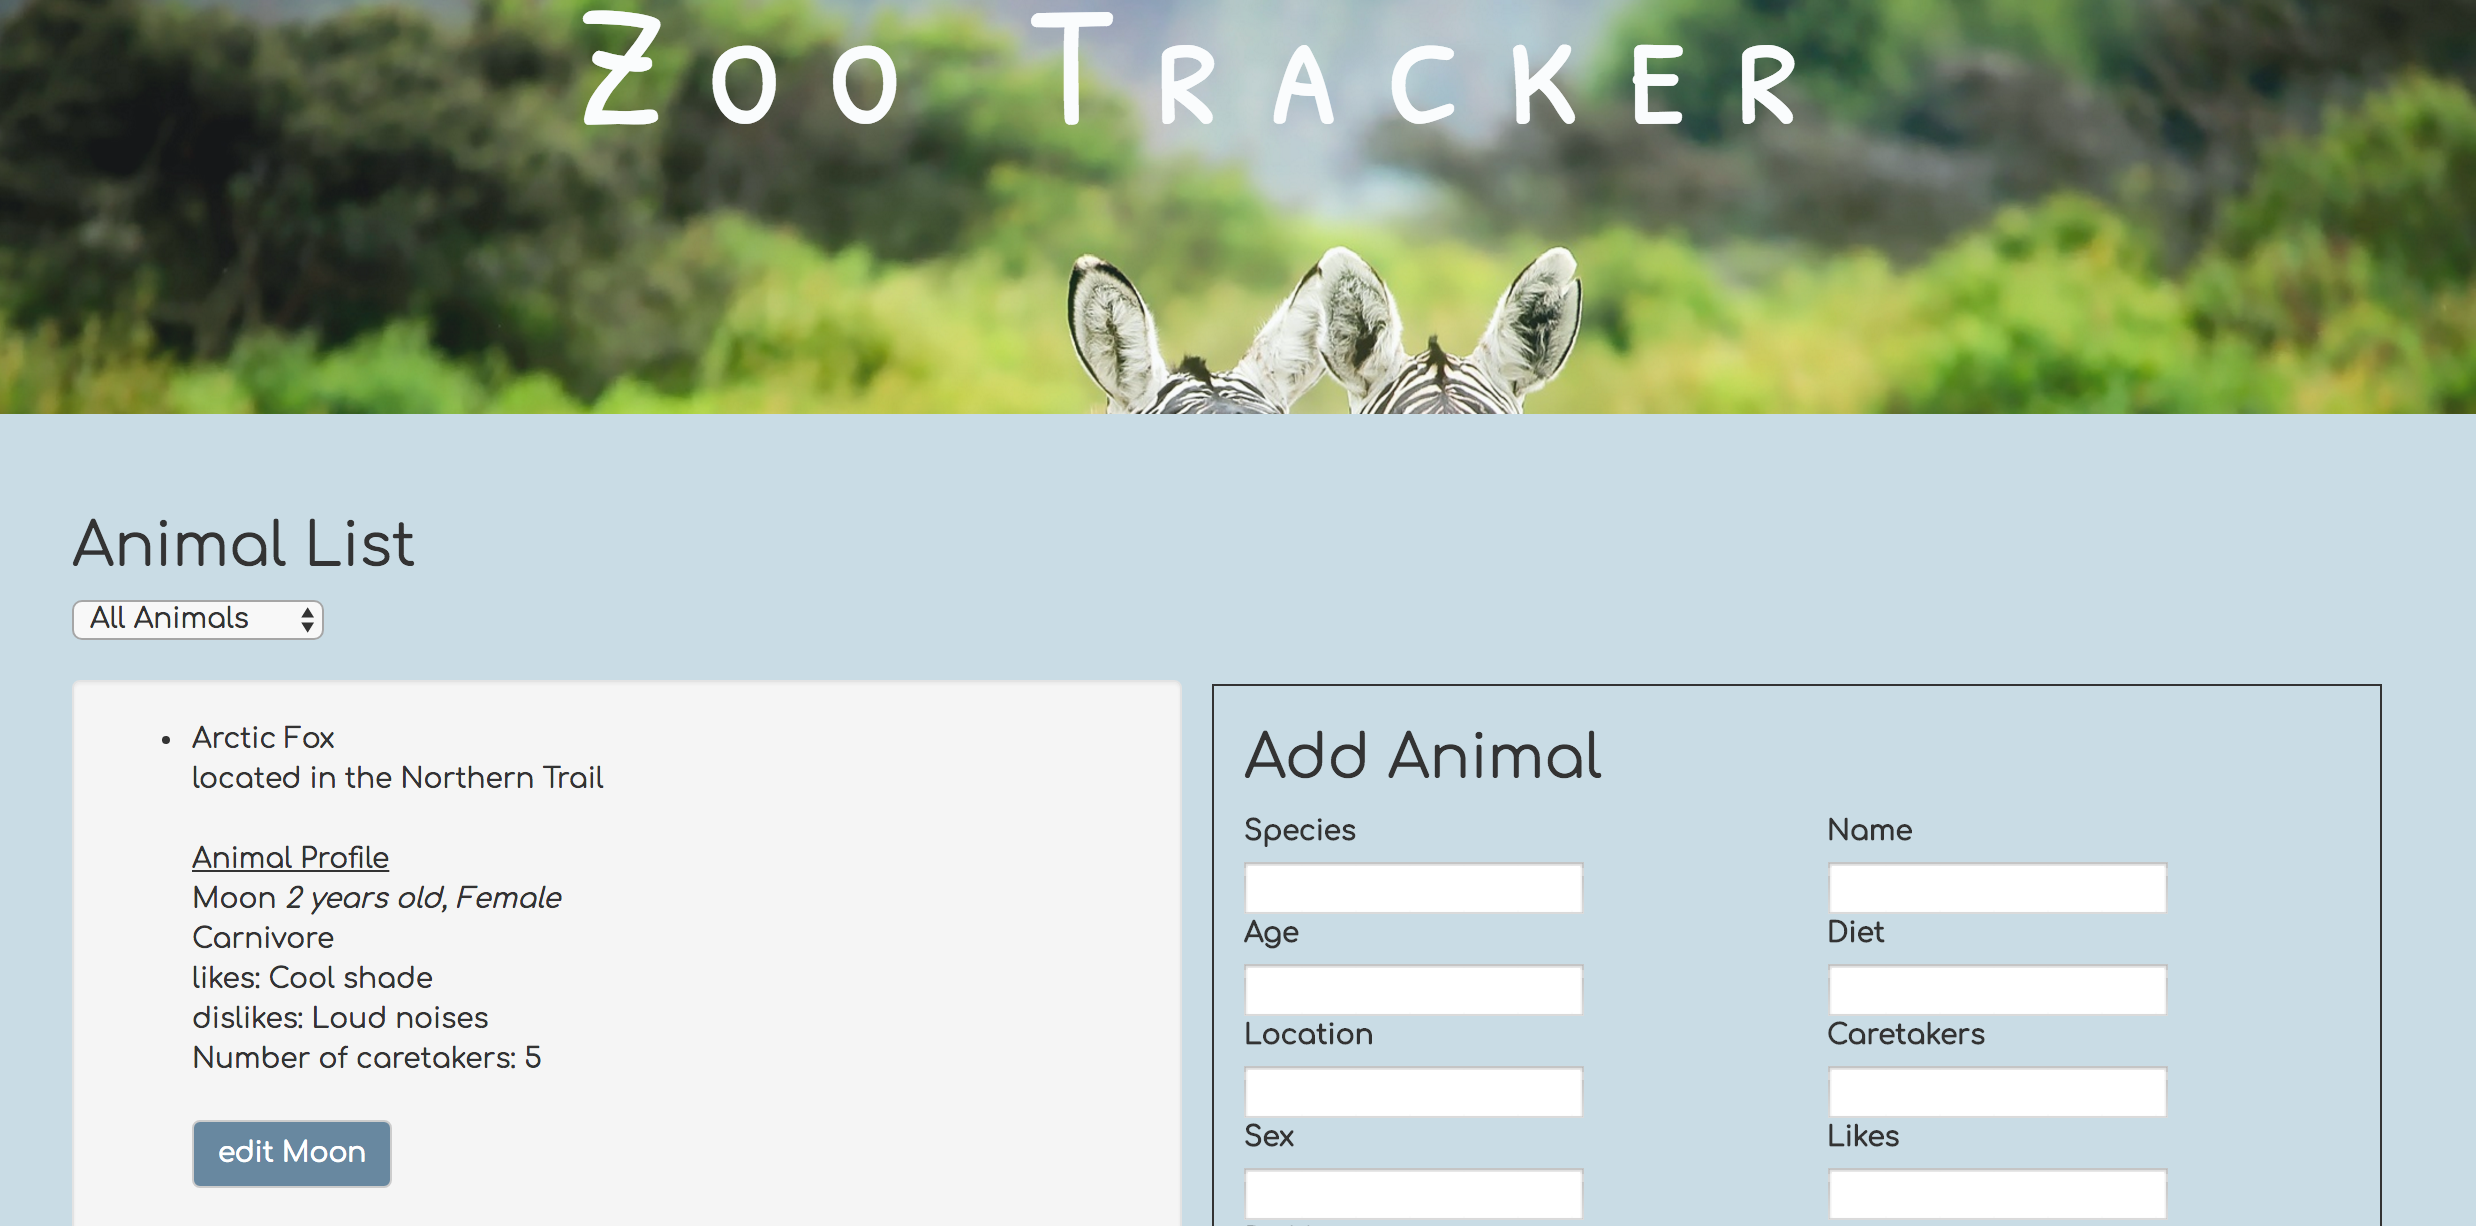 Zoo Tracker
Animal List
All Animals
Arctic Fox
located in the Northern Trail
Animal Profile
Moon 2 years old, Female
Carnivore
likes: Cool shade
dislikes: Loud noises
Number of caretakers: 5
edit Moon
Add Animal
Species Name
Age Diet
Location Caretakers
Sex Likes